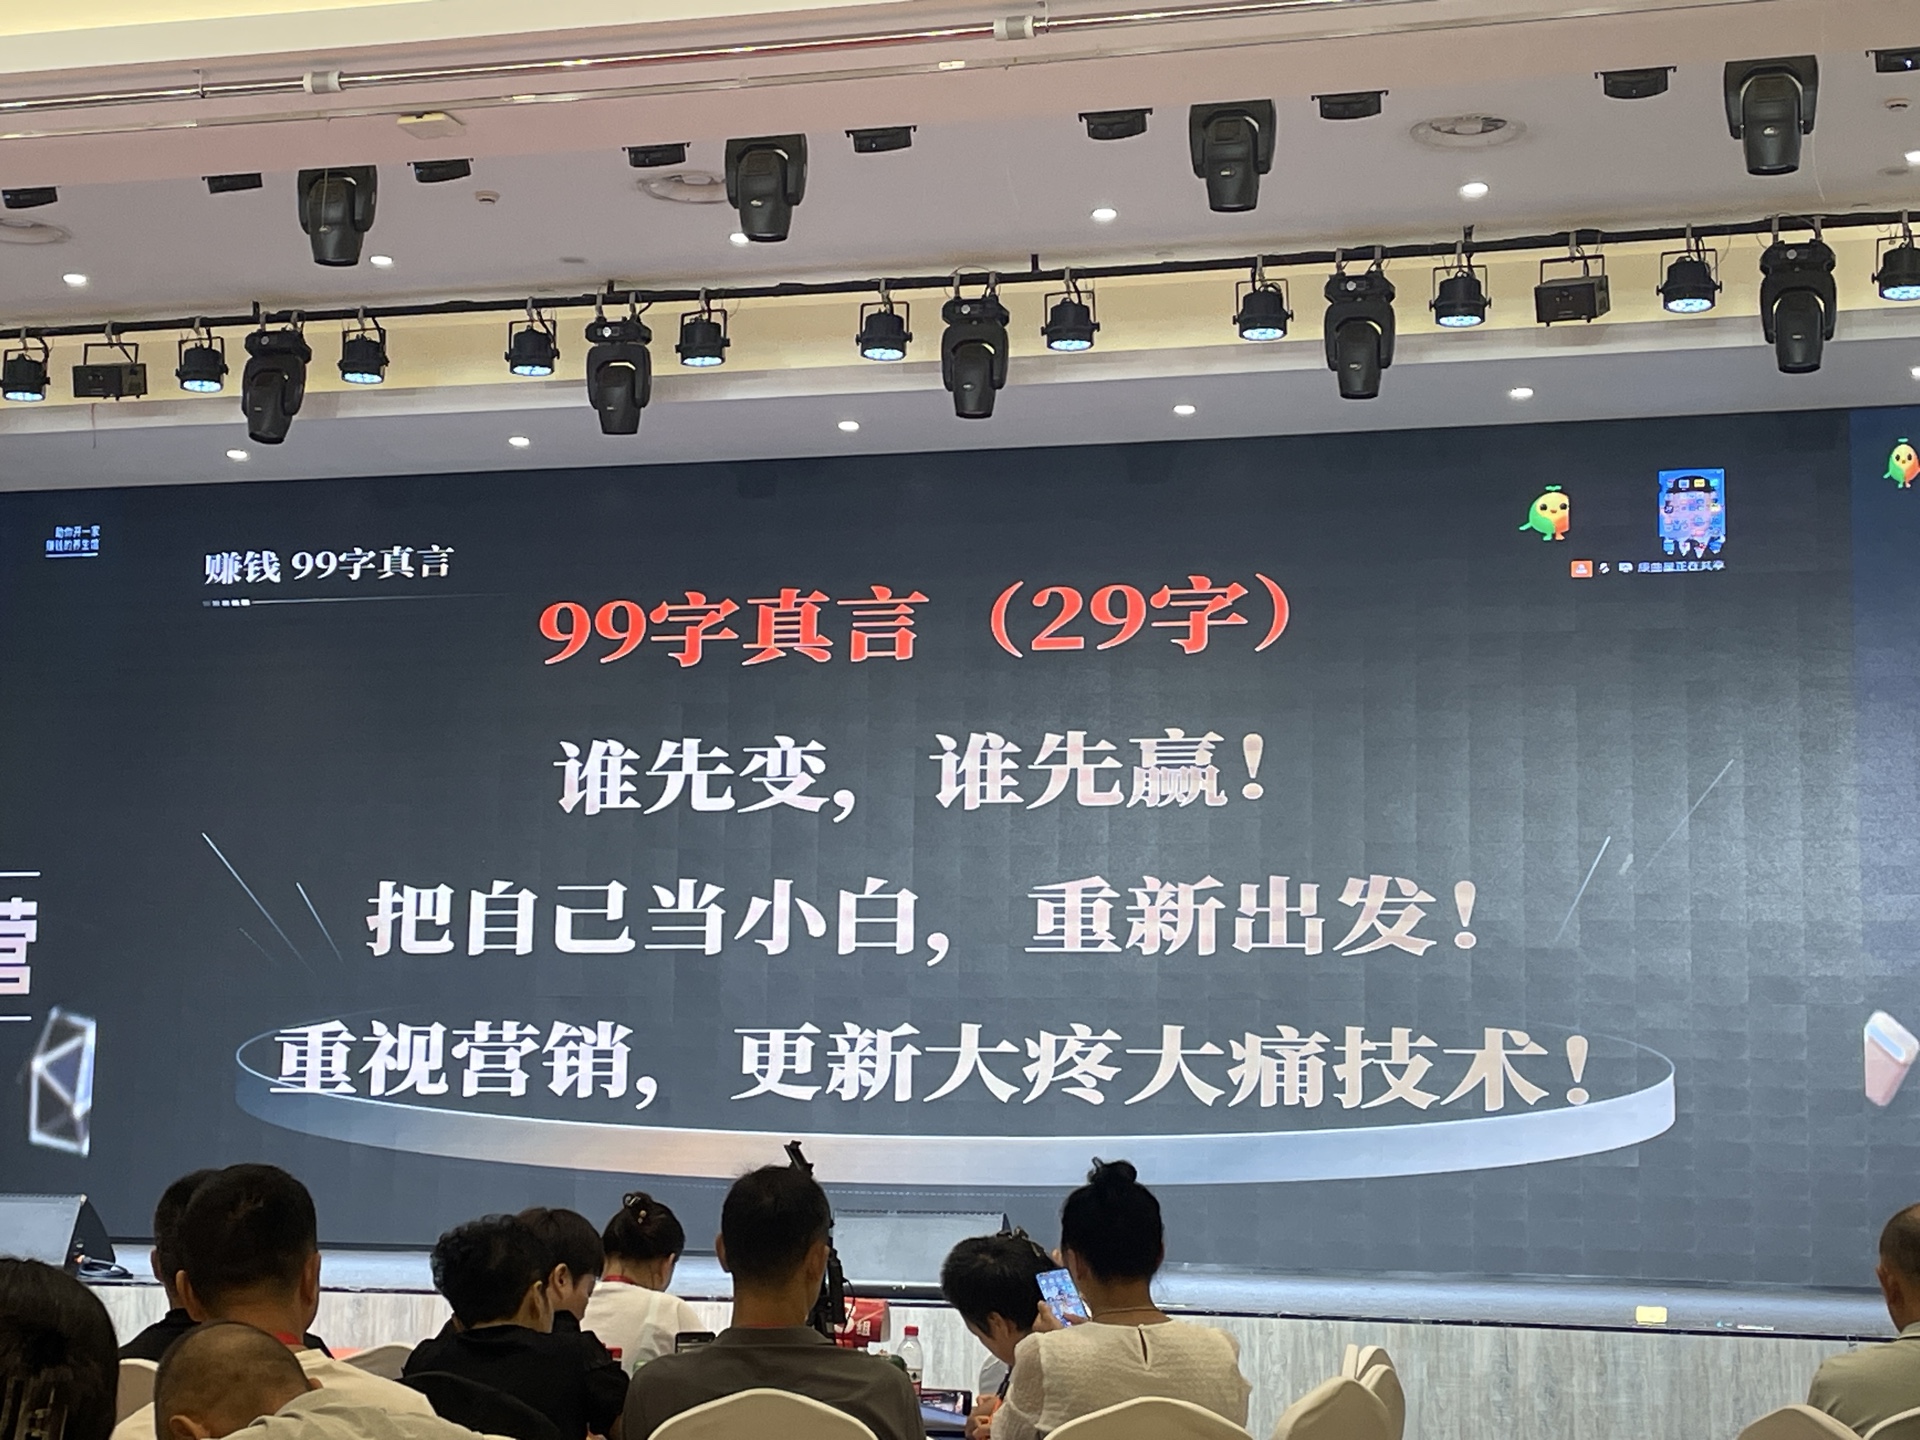 助你开一家
赚钱的养生馆
赚钱 99字真言
99字真言（29字）
谁先变，谁先赢！
把自己当小白，重新出发！
重视营销，更新大疼大痛技术！
营
正在共享
组